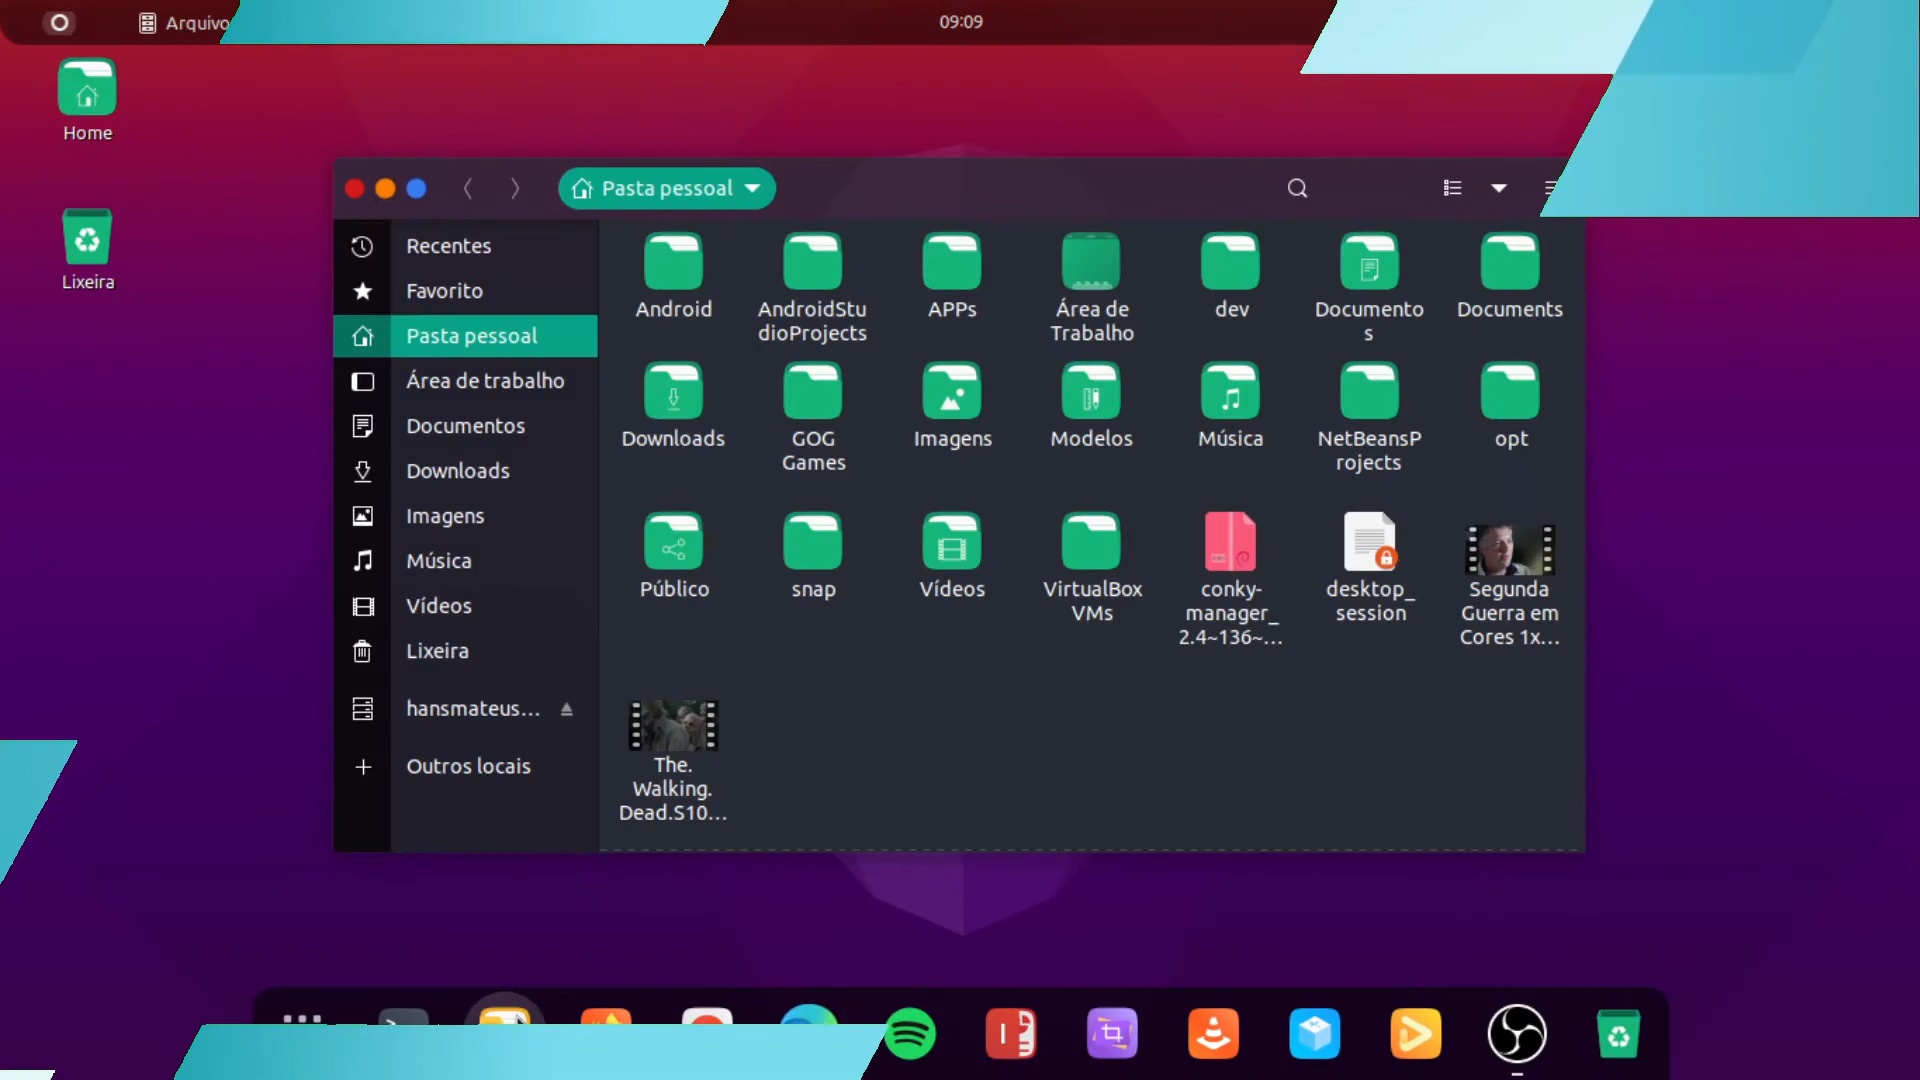 Arquivo
09:09
Home
Lixeira
Pasta pessoal
Recentes
Favorito
Pasta pessoal
Área de trabalho
Documentos
Downloads
Imagens
Música
Vídeos
Lixeira
hansmateus...
Outros locais
Android
AndroidStu
dioProjects
APPs
Área de
Trabalho
dev
Documento
s
Documents
Downloads
GOG
Games
Imagens
Modelos
Música
NetBeansP
rojects
opt
Público
snap
Vídeos
VirtualBox
VMs
conky-
manager_
2.4~136~...
desktop_
session
Segunda
Guerra em
Cores 1x...
The.
Walking.
Dead.S10...